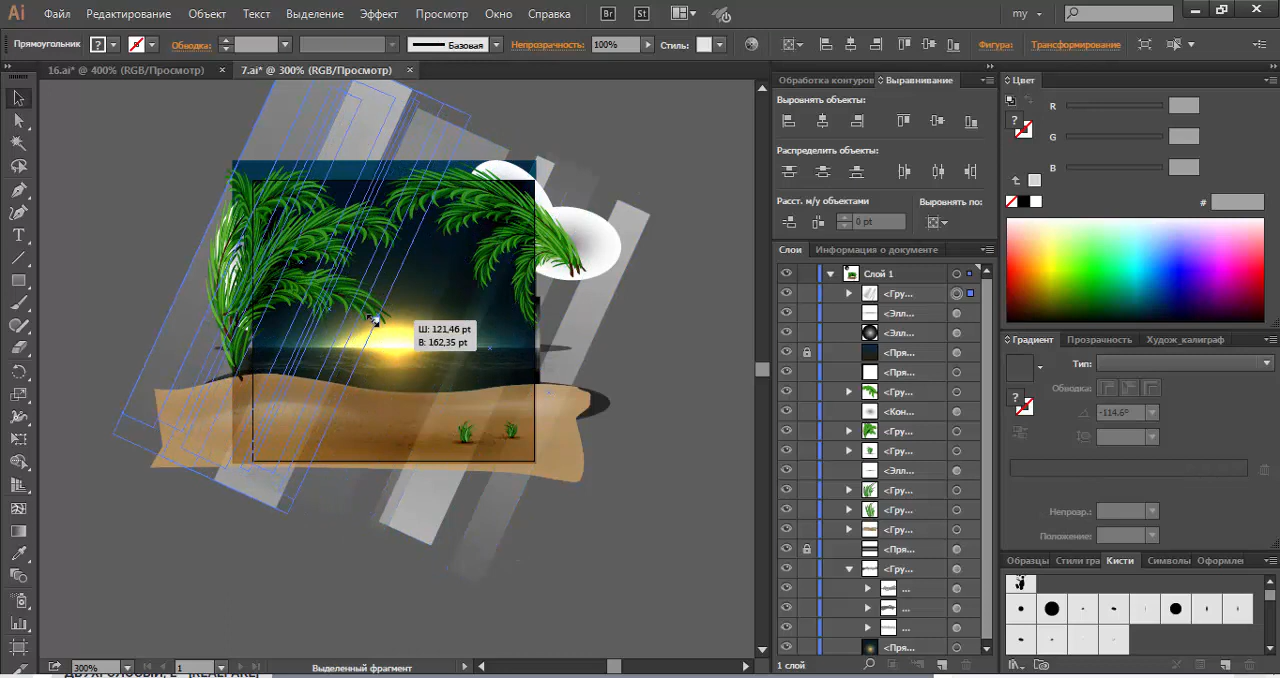 Ai Файл Редактирование Объект Текст Выделение Эффект Просмотр Окно Справка Br St my
Прямоугольник ? Обводка: Базовая Непрозрачность: 100% Стиль: Фигура: Трансформирование
16.ai* @ 400% (RGB/Просмотр) × 7.ai* @ 300% (RGB/Просмотр) ×
Обработка контуров Выравнивание
Выровнять объекты:
Распределить объекты:
Расст. м/у объектами Выровнять по:
0 pt
Слои Информация о документе
Слой 1
<Гру...
<Элл...
<Элл...
<Пря...
<Пря...
<Гру...
<Кон...
<Гру...
<Гру...
<Элл...
<Гру...
<Гру...
<Гру...
<Пря...
<Гру...
...
...
...
<Пря...
1 слой
Цвет
R
? G
B
#
Градиент Прозрачность Худож_калиграф
Тип:
Обводка:
?
-114.6°
Непрозр.:
Положение:
Образцы Стили гра Кисти Символы Оформлен
Ш: 121,46 pt
В: 162,35 pt
300% 1 Выделенный фрагмент